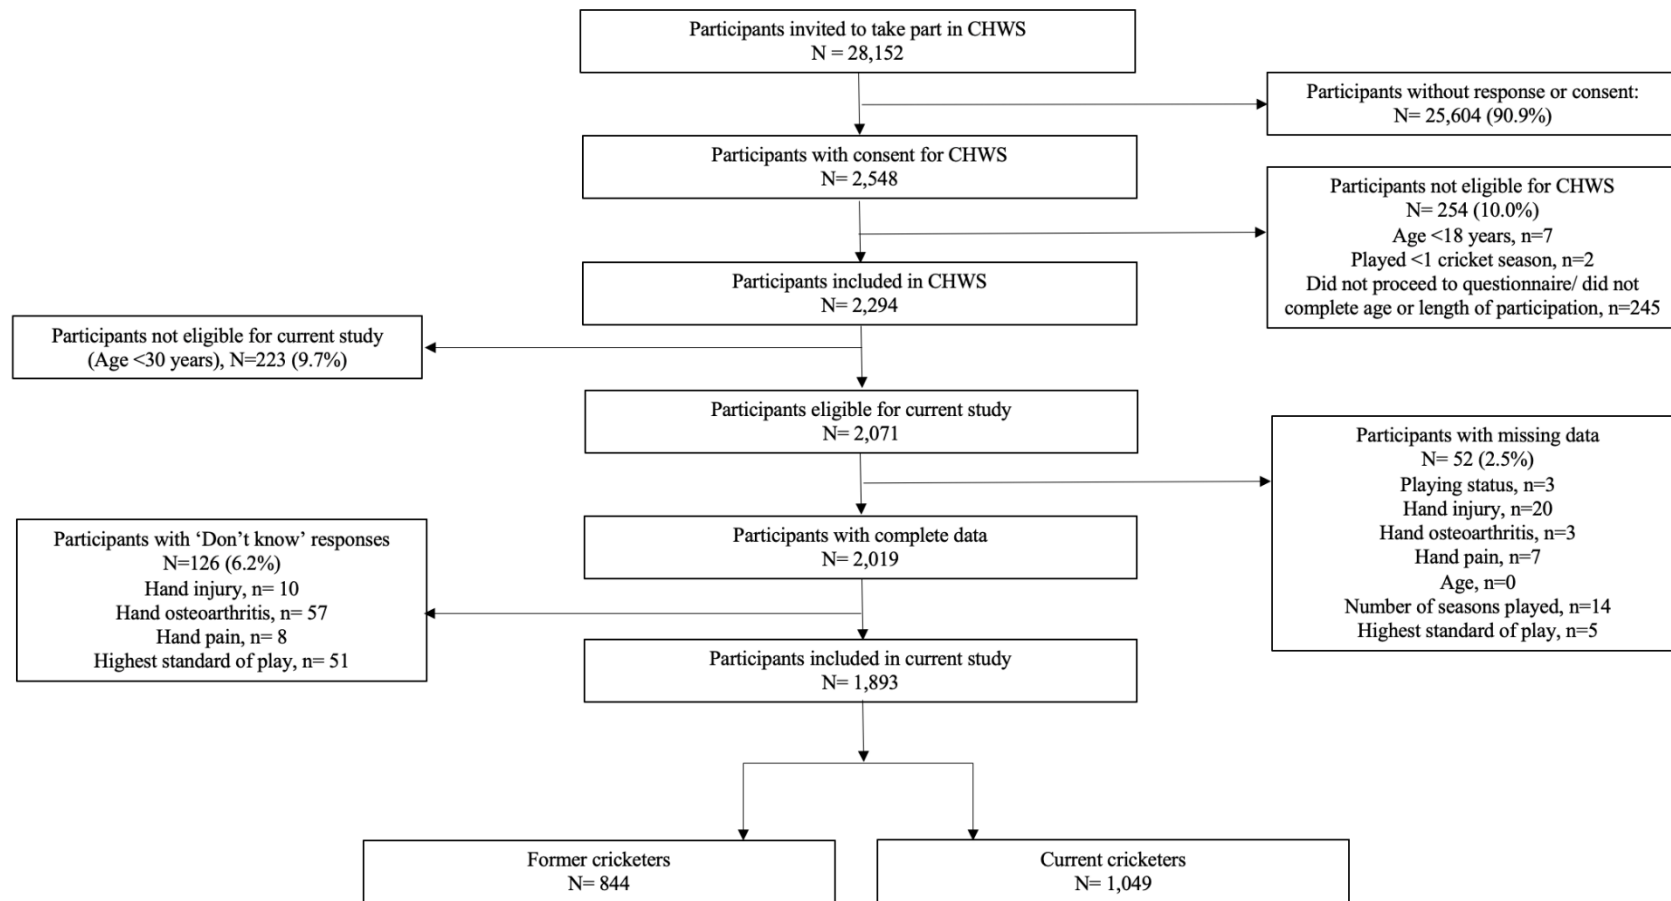 Participants invited to take part in CHWS
N = 28,152
Participants without response or consent:
N= 25,604 (90.9%)
Participants with consent for CHWS
N= 2,548
Participants not eligible for CHWS
N= 254 (10.0%)
Age <18 years, n=7
Played <1 cricket season, n=2
Did not proceed to questionnaire/ did not
complete age or length of participation, n=245
Participants included in CHWS
N= 2,294
Participants not eligible for current study
(Age <30 years), N=223 (9.7%)
Participants eligible for current study
N= 2,071
Participants with missing data
N= 52 (2.5%)
Playing status, n=3
Hand injury, n=20
Hand osteoarthritis, n=3
Hand pain, n=7
Age, n=0
Number of seasons played, n=14
Highest standard of play, n=5
Participants with complete data
N= 2,019
Participants with ‘Don’t know’ responses
N=126 (6.2%)
Hand injury, n= 10
Hand osteoarthritis, n= 57
Hand pain, n= 8
Highest standard of play, n= 51
Participants included in current study
N= 1,893
Former cricketers
N= 844
Current cricketers
N= 1,049